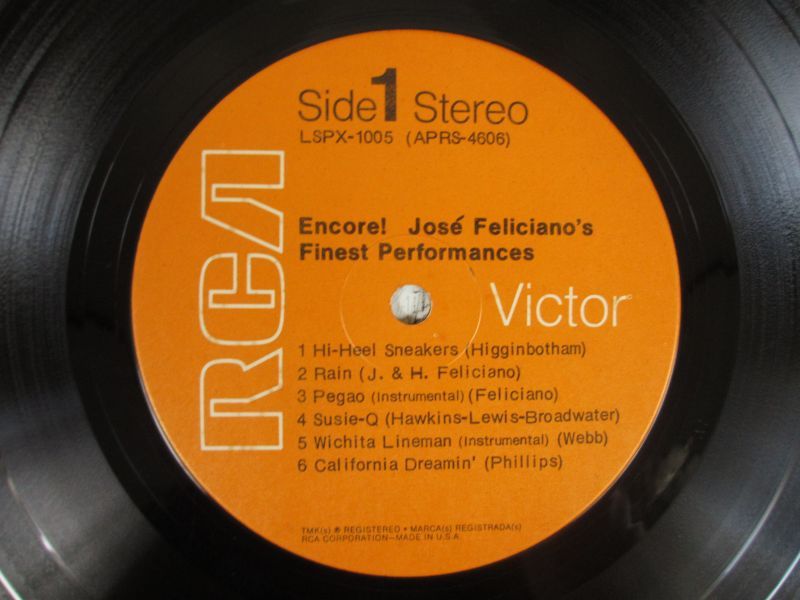 Side 1 Stereo
LSPX-1005 (APRS-4606)
RCA
Encore! José Feliciano's
Finest Performances
Victor
1 Hi-Heel Sneakers (Higginbotham)
2 Rain (J. & H. Feliciano)
3 Pegao (Instrumental) (Feliciano)
4 Susie-Q (Hawkins-Lewis-Broadwater)
5 Wichita Lineman (Instrumental) (Webb)
6 California Dreamin' (Phillips)
TMK(s) ® REGISTERED • MARCA(s) REGISTRADA(s)
RCA CORPORATION—MADE IN U.S.A.